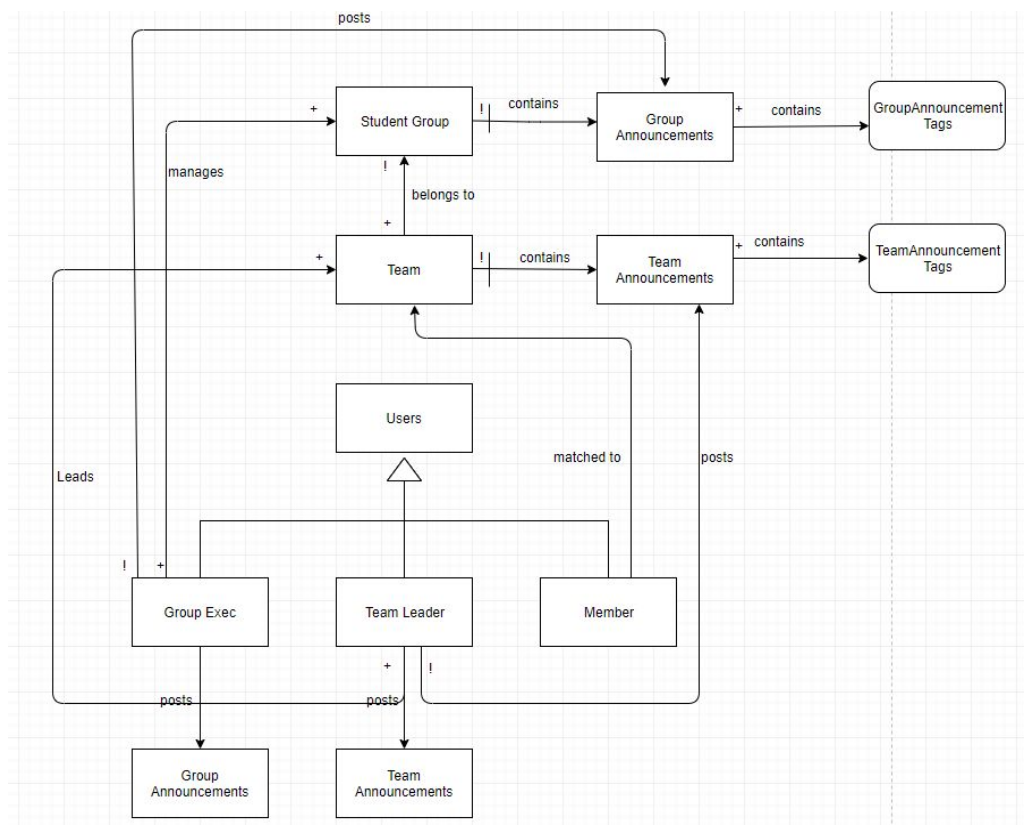 posts
+
Student Group
!
contains
Group
Announcements
+
contains
GroupAnnouncement
Tags
manages
!
belongs to
+
+
Team
!
contains
Team
Announcements
+
contains
TeamAnnouncement
Tags
Users
Leads
matched to
posts
!
+
Group Exec
Team Leader
Member
+
!
posts
posts
Group
Announcements
Team
Announcements